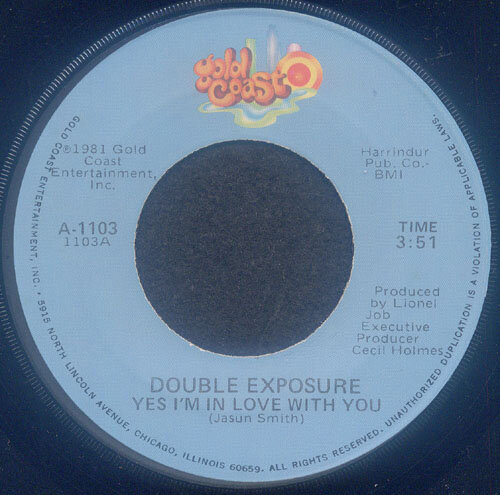 gold
coast
℗©1981 Gold
Coast
Entertainment,
Inc.
Harrindur
Pub. Co.-
BMI
A-1103
1103A
TIME
3:51
Produced
by Lionel
Job
Executive
Producer
Cecil Holmes
DOUBLE EXPOSURE
YES I'M IN LOVE WITH YOU
(Jasun Smith)
GOLD COAST ENTERTAINMENT, INC. • 5915 NORTH LINCOLN AVENUE, CHICAGO, ILLINOIS 60659. ALL RIGHTS RESERVED. UNAUTHORIZED DUPLICATION IS A VIOLATION OF APPLICABLE LAWS.